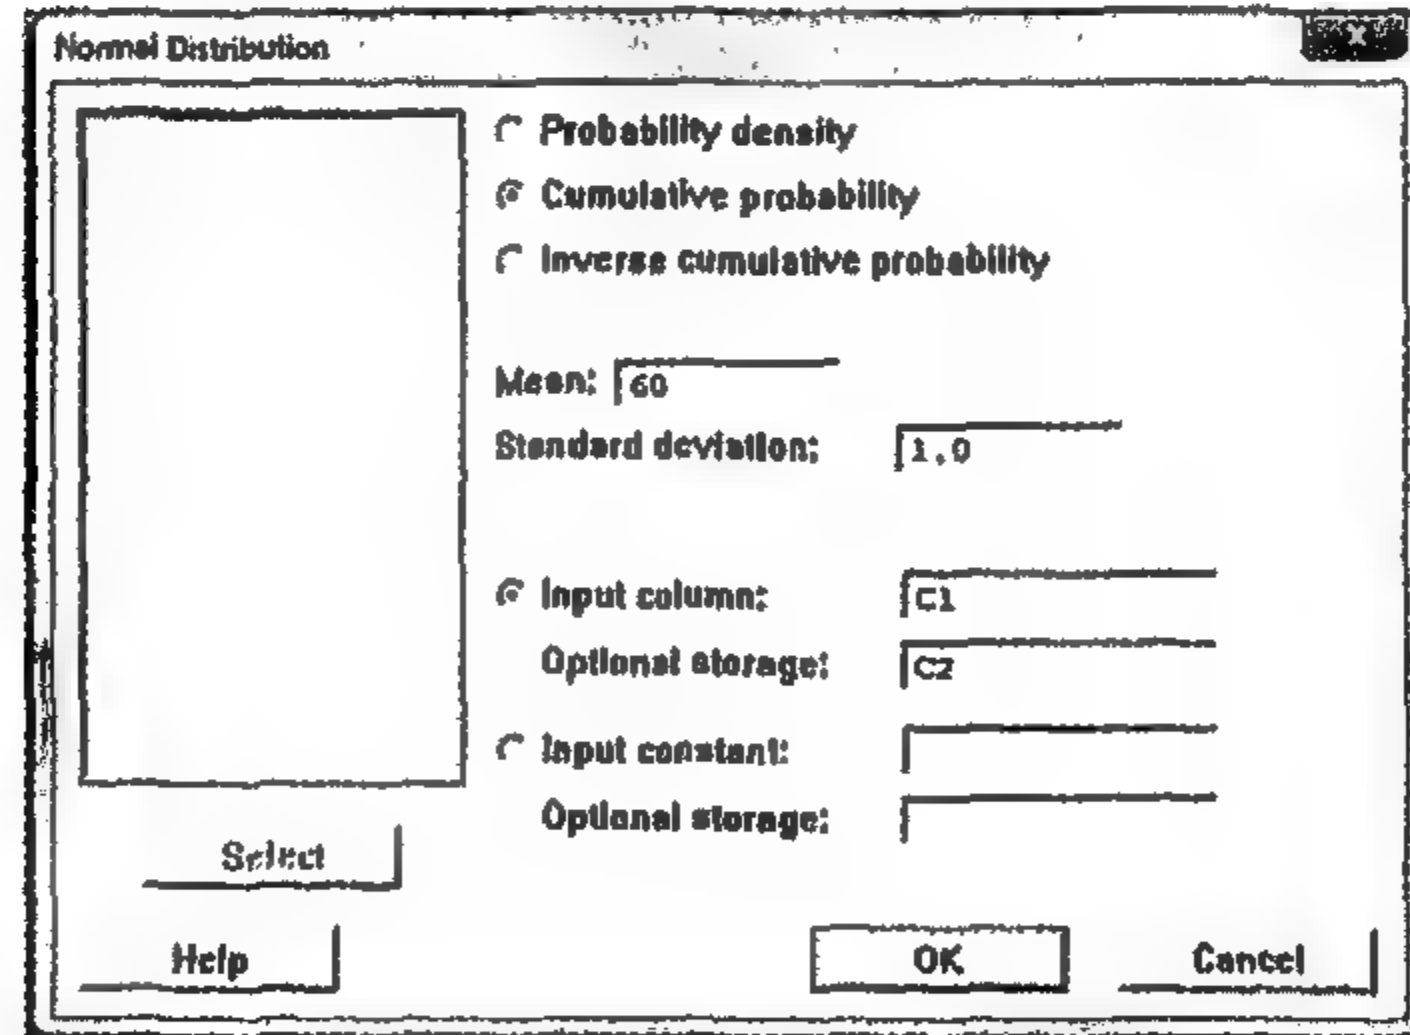 Normal Distribution
x
Probability density
Cumulative probability
Inverse cumulative probability
Mean: 60
Standard deviation: 1.0
Input column: C1
Optional storage: C2
Input constant:
Optional storage:
Select
Help
OK
Cancel